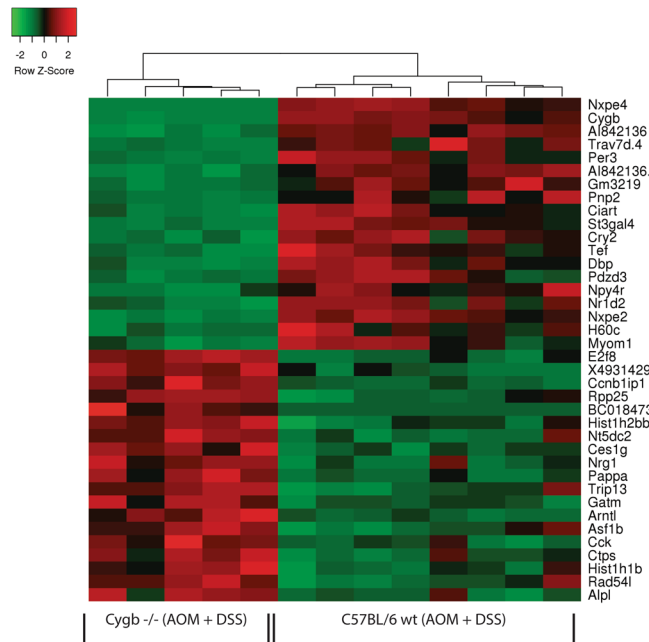 -2 0 2
Row Z-Score
Nxpe4
Cygb
AI842136
Trav7d.4
Per3
AI842136.
Gm3219
Pnp2
Ciart
St3gal4
Cry2
Tef
Dbp
Pdzd3
Npy4r
Nr1d2
Nxpe2
H60c
Myom1
E2f8
X4931429
Ccnb1ip1
Rpp25
BC018473
Hist1h2bb
Nt5dc2
Ces1g
Nrg1
Pappa
Trip13
Gatm
Arntl
Asf1b
Cck
Ctps
Hist1h1b
Rad54l
Alpl
Cygb -/- (AOM + DSS) C57BL/6 wt (AOM + DSS)